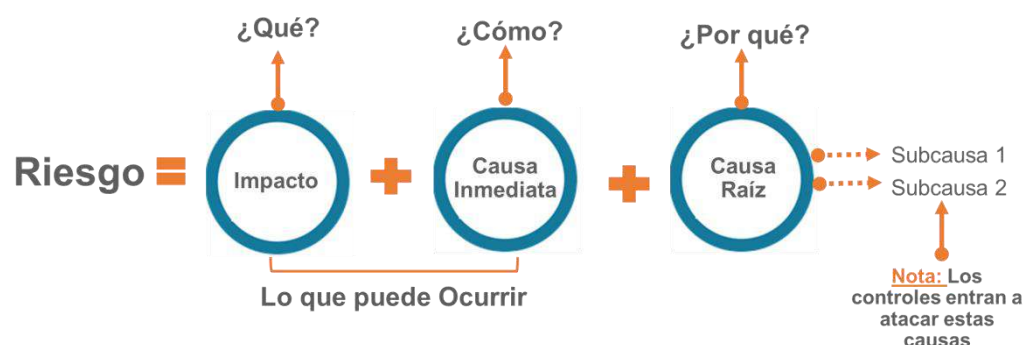 ¿Qué?
¿Cómo?
¿Por qué?
Riesgo =
Impacto
+
Causa
Inmediata
+
Causa
Raíz
Subcausa 1
Subcausa 2
Lo que puede Ocurrir
Nota: Los
controles entran a
atacar estas
causas